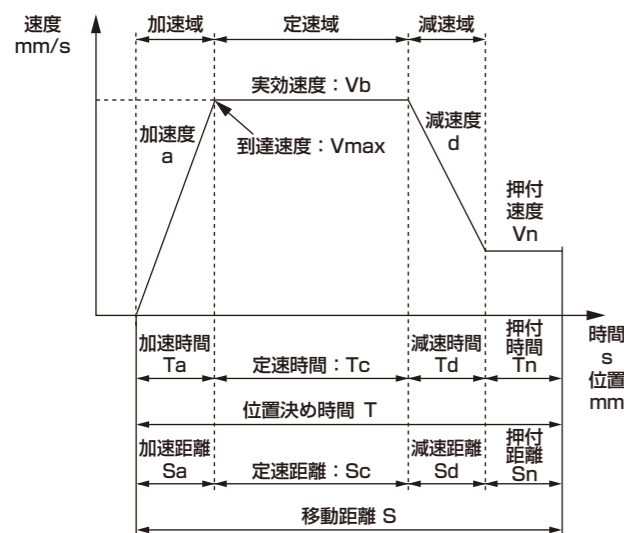 速度
mm/s
加速域
定速域
減速域
実効速度：Vb
加速度
a
到達速度：Vmax
減速度
d
押付
速度
Vn
時間
s
位置
mm
加速時間
Ta
定速時間：Tc
減速時間
Td
押付
時間
Tn
位置決め時間 T
加速距離
Sa
定速距離：Sc
減速距離
Sd
押付
距離
Sn
移動距離 S